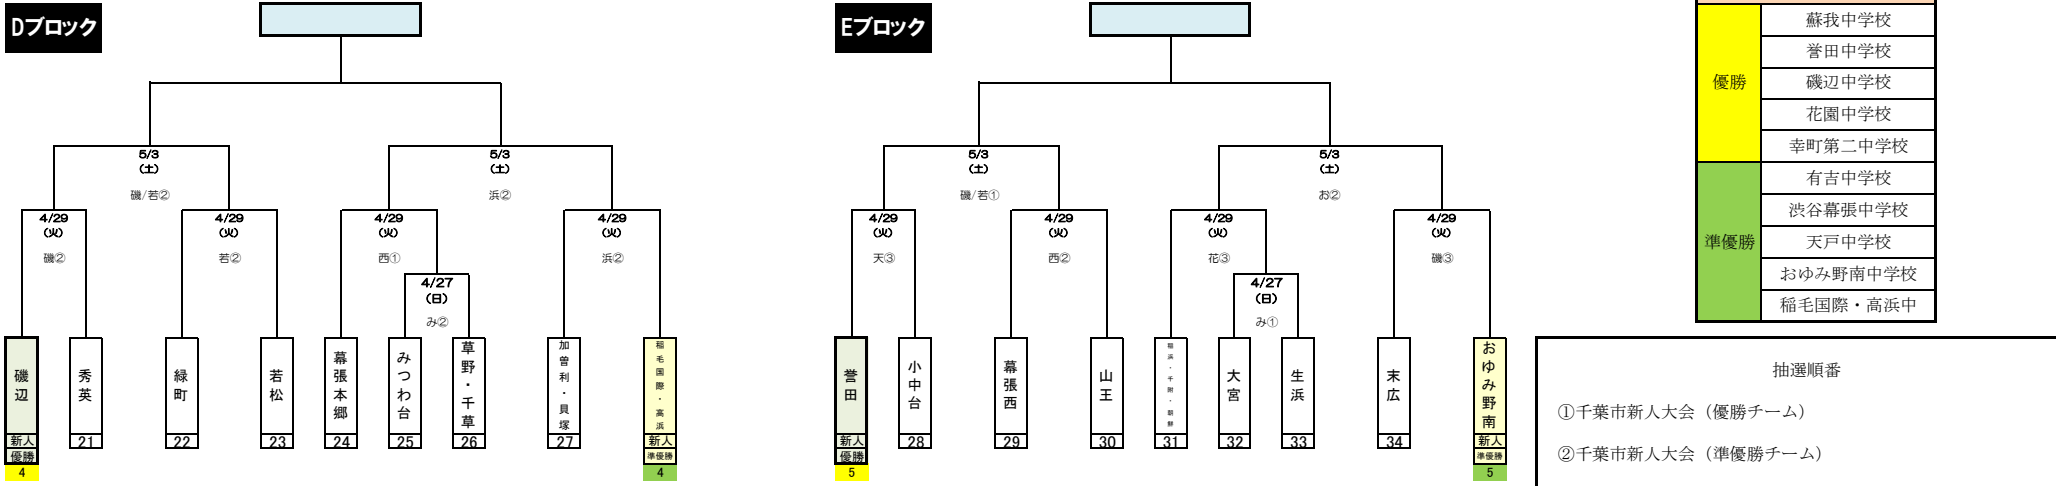 Dブロック
5/3
(土)
磯/若②
5/3
(土)
浜②
4/29
(火)
磯②
4/29
(火)
若②
4/29
(火)
西①
4/29
(火)
浜②
4/27
(日)
み②
磯辺
新人
優勝
4
秀英
21
緑町
22
若松
23
幕張本郷
24
みつわ台
25
草野・千草
26
加曽利・貝塚
27
稲毛国際・高浜
新人
準優勝
4
Eブロック
5/3
(土)
磯/若①
5/3
(土)
お②
4/29
(火)
天③
4/29
(火)
西②
4/29
(火)
花③
4/29
(火)
磯③
4/27
(日)
み①
誉田
新人
優勝
5
小中台
28
幕張西
29
山王
30
稲浜・千附・朝鮮
31
大宮
32
生浜
33
末広
34
おゆみ野南
新人
準優勝
5
優勝
蘇我中学校
誉田中学校
磯辺中学校
花園中学校
幸町第二中学校
準優勝
有吉中学校
渋谷幕張中学校
天戸中学校
おゆみ野南中学校
稲毛国際・高浜中
抽選順番
①千葉市新人大会（優勝チーム）
②千葉市新人大会（準優勝チーム）